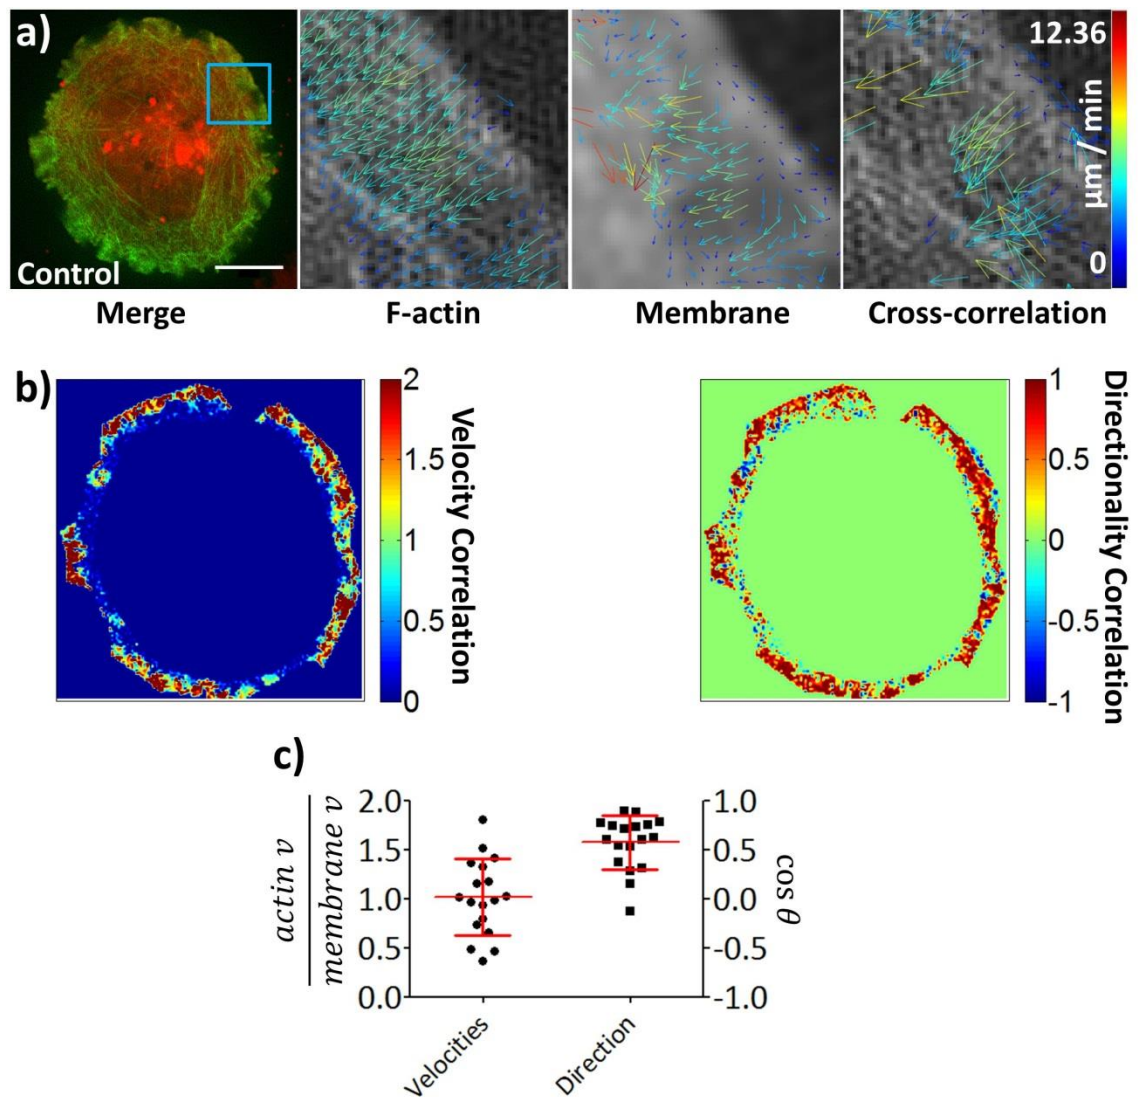 a)
Control
12.36
µm / min
0
Merge
F-actin
Membrane
Cross-correlation
b)
2
1.5
1
0.5
0
Velocity Correlation
1
0.5
0
-0.5
-1
Directionality Correlation
c)
actin v
membrane v
2.0
1.5
1.0
0.5
0.0
1.0
0.5
0.0
-0.5
-1.0
cos θ
Velocities
Direction